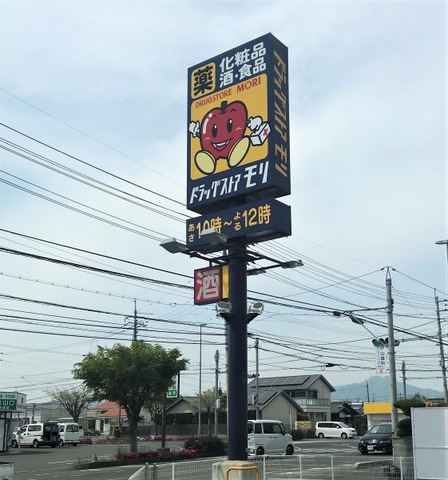 薬
化粧品
酒・食品
DRUGSTORE MORI
ドラッグストア モリ
ドラッグストア モリ
あさ10時～よる12時
酒